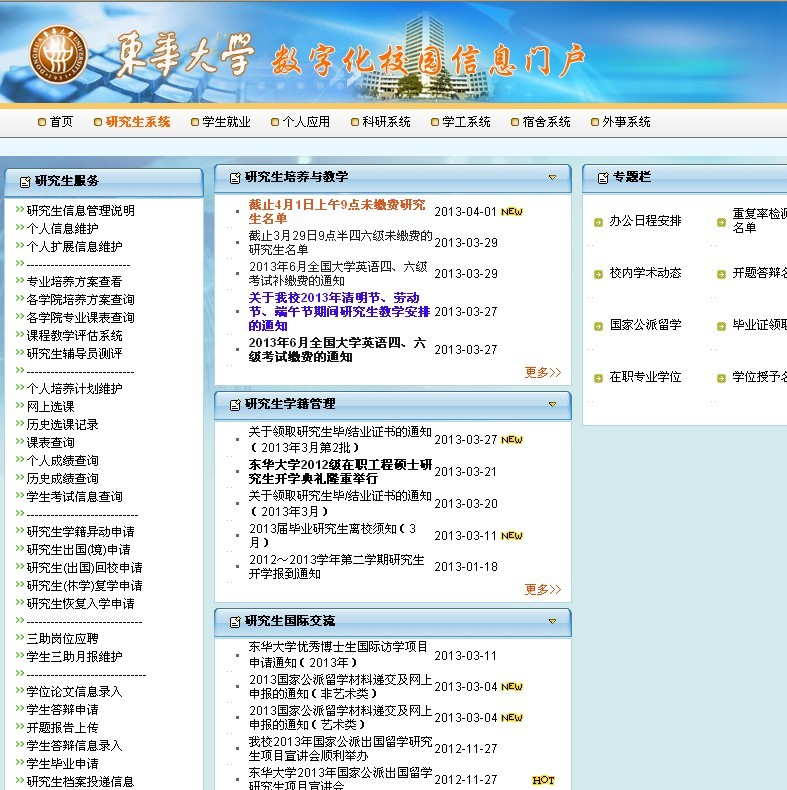 東華大學 数字化校园信息门户
首页 研究生系统 学生就业 个人应用 科研系统 学工系统 宿舍系统 外事系统
研究生服务
研究生信息管理说明
个人信息维护
个人扩展信息维护
-----------------------
专业培养方案查看
各学院培养方案查询
各学院专业课表查询
课程教学评估系统
研究生辅导员测评
------------------------
个人培养计划维护
网上选课
历史选课记录
课表查询
个人成绩查询
历史成绩查询
学生考试信息查询
-------------------------
研究生学籍异动申请
研究生出国(境)申请
研究生(出国)回校申请
研究生(休学)复学申请
研究生恢复入学申请
--------------------------
三助岗位应聘
学生三助月报维护
---------------------------
学位论文信息录入
学生答辩申请
开题报告上传
学生答辩信息录入
学生毕业申请
研究生档案投递信息
研究生培养与教学
截止4月1日上午9点未缴费研究
生名单
2013-04-01 NEW
截止3月29日9点半四六级未缴费的
研究生名单
2013-03-29
2013年6月全国大学英语四、六级
考试补缴费的通知
2013-03-29
关于我校2013年清明节、劳动
节、端午节期间研究生教学安排
的通知
2013-03-27
2013年6月全国大学英语四、六
级考试缴费的通知
2013-03-27
更多>>
研究生学籍管理
关于领取研究生毕/结业证书的通知
（2013年3月第2批）
2013-03-27 NEW
东华大学2012级在职工程硕士研
究生开学典礼隆重举行
2013-03-21
关于领取研究生毕/结业证书的通知
（2013年3月）
2013-03-20
2013届毕业研究生离校须知（3
月）
2013-03-11 NEW
2012～2013学年第二学期研究生
开学报到通知
2013-01-18
更多>>
研究生国际交流
东华大学优秀博士生国际访学项目
申请通知（2013年）
2013-03-11
2013国家公派留学材料递交及网上
申报的通知（非艺术类）
2013-03-04 NEW
2013国家公派留学材料递交及网上
申报的通知（艺术类）
2013-03-04 NEW
我校2013年国家公派出国留学研究
生项目宣讲会顺利举办
2012-11-27
东华大学2013年国家公派出国留学
研究生项目宣讲会
2012-11-27 HOT
专题栏
办公日程安排
重复率检测
名单
校内学术动态
开题答辩名
国家公派留学
毕业证领取
在职专业学位
学位授予名